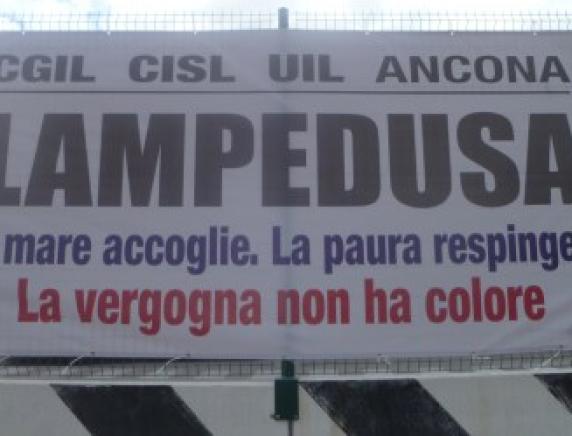 CGIL CISL UIL ANCONA
LAMPEDUSA
mare accoglie. La paura respinge
La vergogna non ha colore